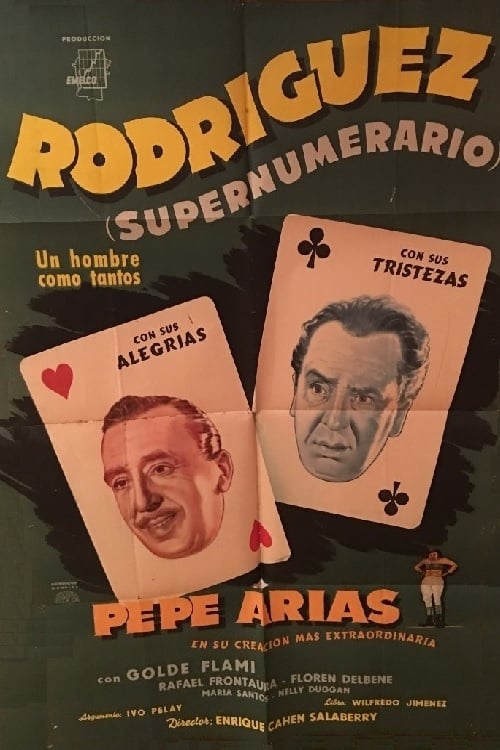 PRODUCCION
EMELCO
RODRIGUEZ
(SUPERNUMERARIO)
Un hombre
como tantos
CON SUS
ALEGRIAS
CON SUS
TRISTEZAS
PEPE ARIAS
EN SU CREACION MAS EXTRAORDINARIA
con GOLDE FLAMI
RAFAEL FRONTAURA - FLOREN DELBENE
MARIA SANTOS - NELLY DUGGAN
Libro: WILFREDO JIMENEZ
Argumento: IVO PELAY
Director: ENRIQUE CAHEN SALABERRY